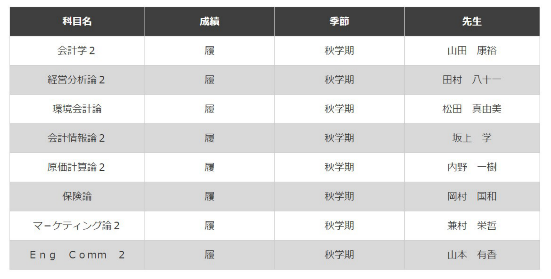 科目名 成績 季節 先生
会計学２ 履 秋学期 山田　康裕
経営分析論２ 履 秋学期 田村　八十一
環境会計論 履 秋学期 松田　真由美
会計情報論２ 履 秋学期 坂上　学
原価計算論２ 履 秋学期 内野　一樹
保険論 履 秋学期 岡村　国和
マーケティング論２ 履 秋学期 兼村　栄哲
Ｅｎｇ　Ｃｏｍｍ　２ 履 秋学期 山本　有香